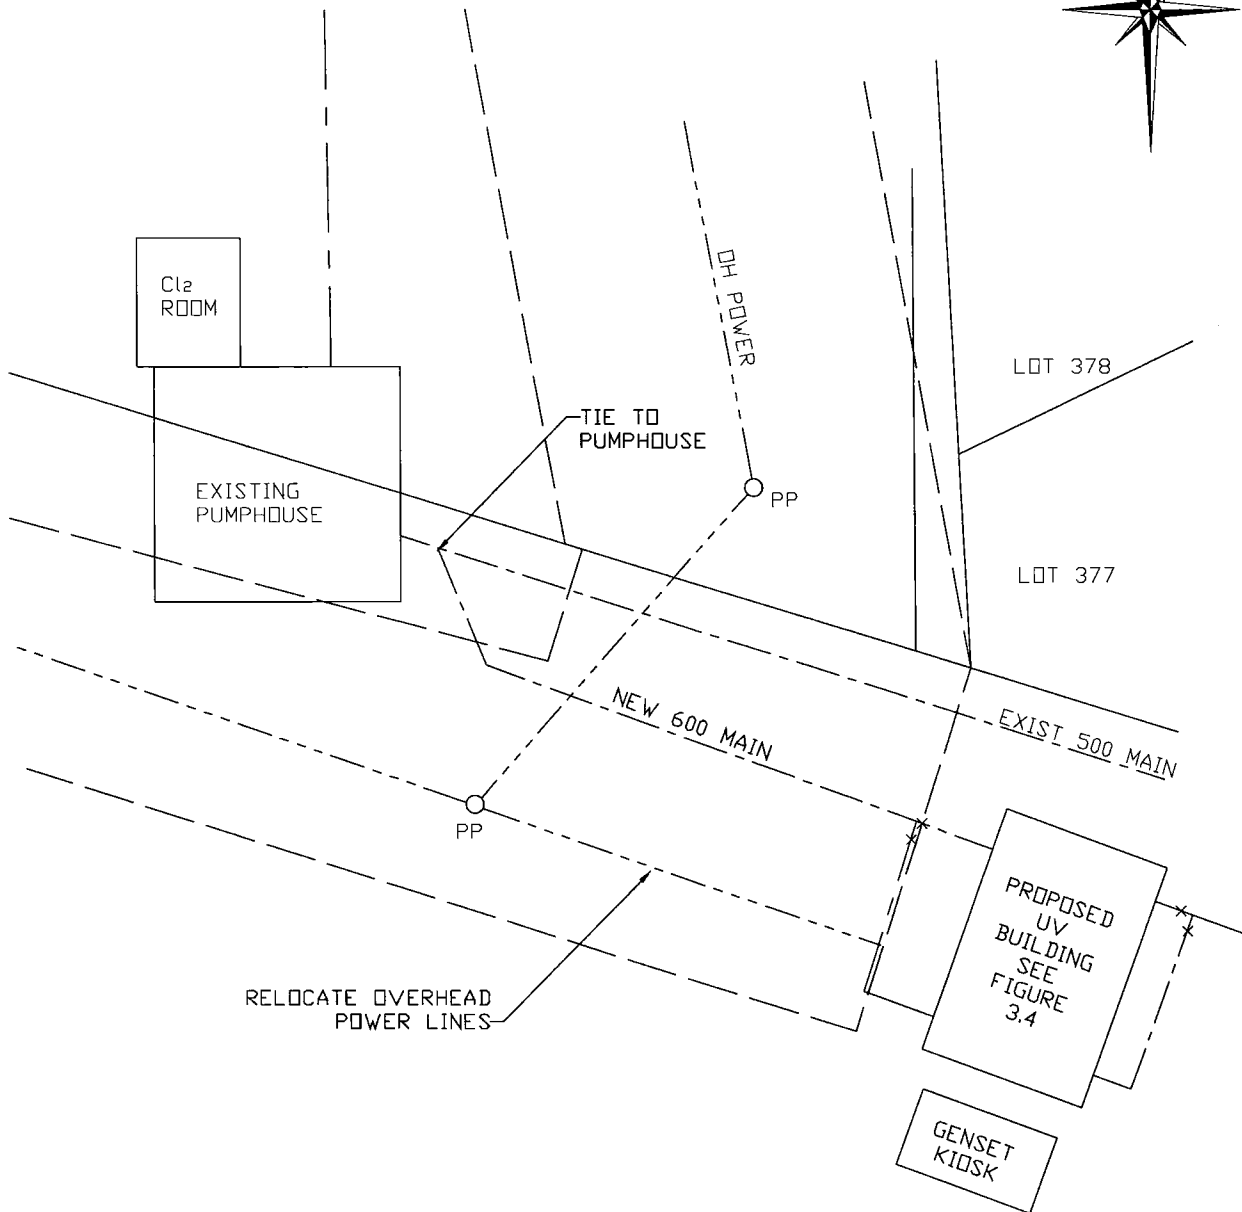 Cl2
ROOM
OH POWER
LOT 378
TIE TO
PUMPHOUSE
EXISTING
PUMPHOUSE
PP
LOT 377
NEW 600 MAIN
EXIST 500 MAIN
PP
PROPOSED
UV
BUILDING
SEE
FIGURE
3.4
RELOCATE OVERHEAD
POWER LINES
GENSET
KIOSK